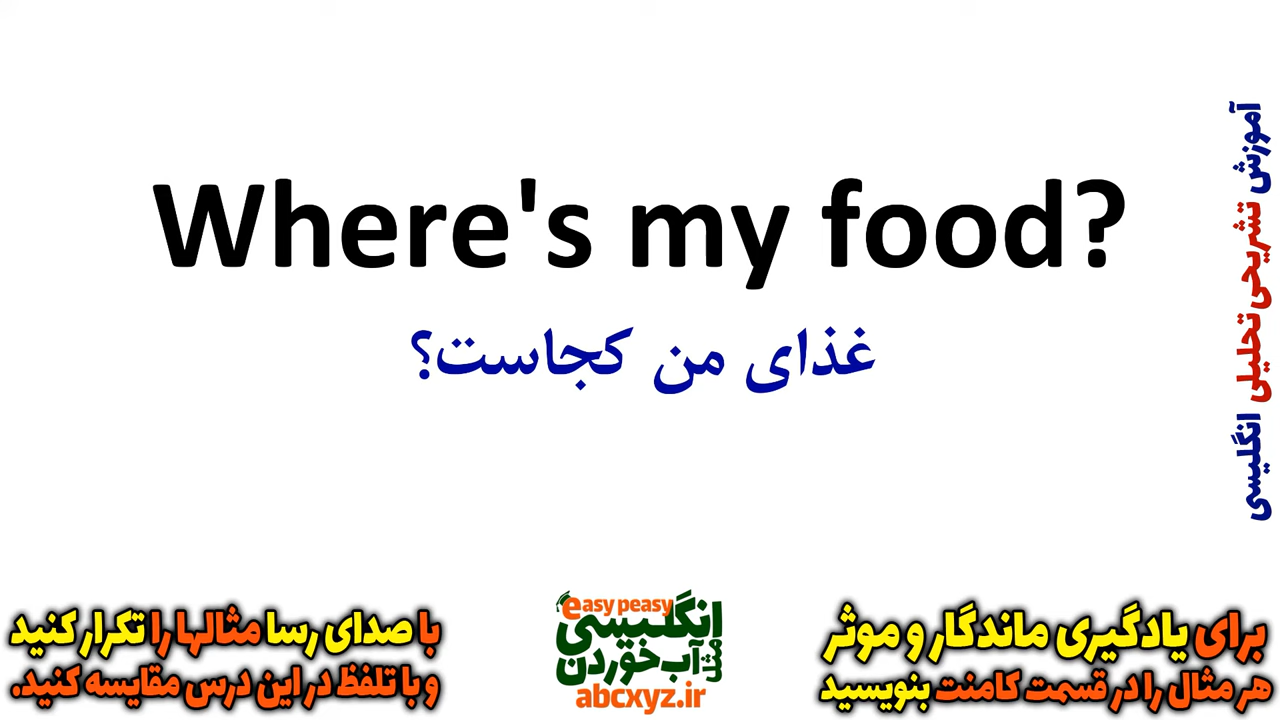 Where's my food?
غذای من کجاست؟
آموزش تشریحی تحلیلی انگلیسی
برای یادگیری ماندگار و موثر
هر مثال را در قسمت کامنت بنویسید
easy peasy
انگلیسی
مثل آب خوردن
abcxyz.ir
با صدای رسا مثالها را تکرار کنید
و با تلفظ در این درس مقایسه کنید.